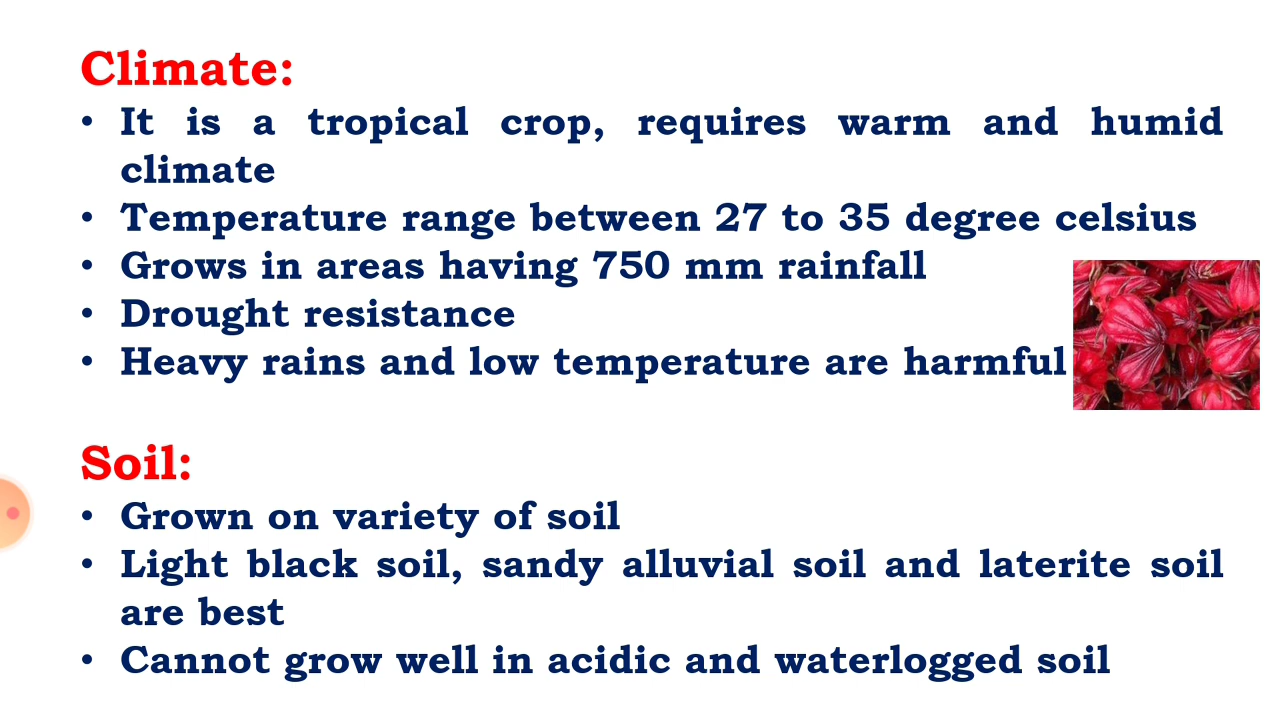 Climate:
• It is a tropical crop, requires warm and humid
climate
• Temperature range between 27 to 35 degree celsius
• Grows in areas having 750 mm rainfall
• Drought resistance
• Heavy rains and low temperature are harmful
Soil:
• Grown on variety of soil
• Light black soil, sandy alluvial soil and laterite soil
are best
• Cannot grow well in acidic and waterlogged soil